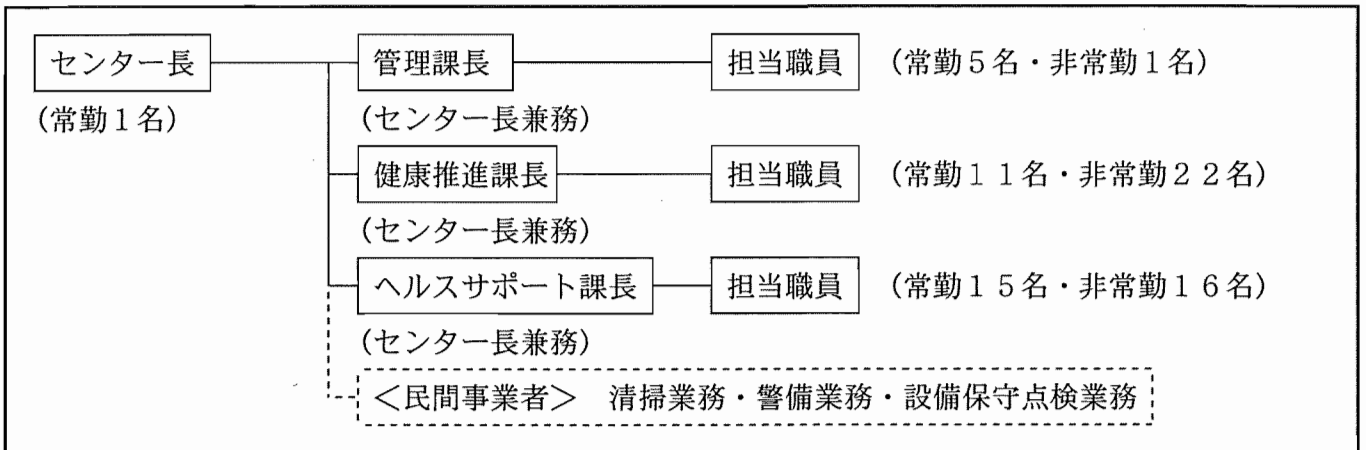 センター長 管理課長 担当職員 (常勤5名・非常勤1名)
(常勤1名) (センター長兼務)
健康推進課長 担当職員 (常勤11名・非常勤22名)
(センター長兼務)
ヘルスサポート課長 担当職員 (常勤15名・非常勤16名)
(センター長兼務)
<民間事業者> 清掃業務・警備業務・設備保守点検業務